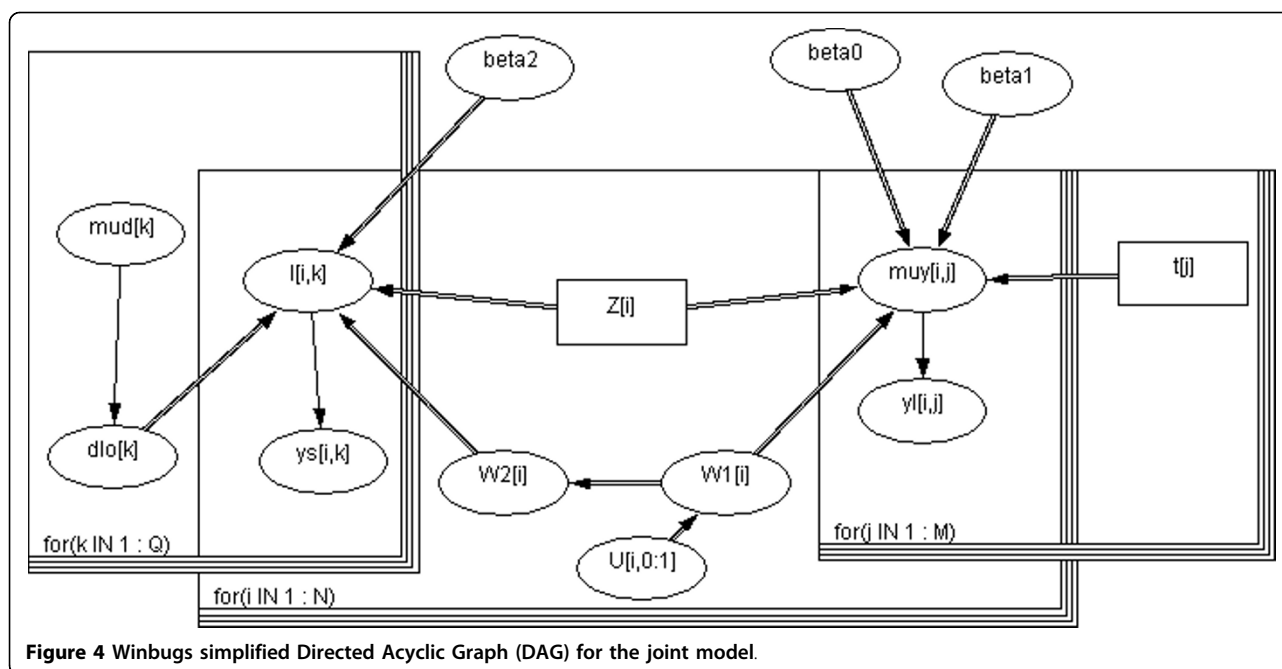 beta2
beta0
beta1
mud[k]
l[i,k]
Z[i]
muy[i,j]
t[j]
dlo[k]
ys[i,k]
W2[i]
W1[i]
yl[i,j]
U[i,0:1]
for(k IN 1 : Q)
for(j IN 1 : M)
for(i IN 1 : N)
Figure 4 Winbugs simplified Directed Acyclic Graph (DAG) for the joint model.